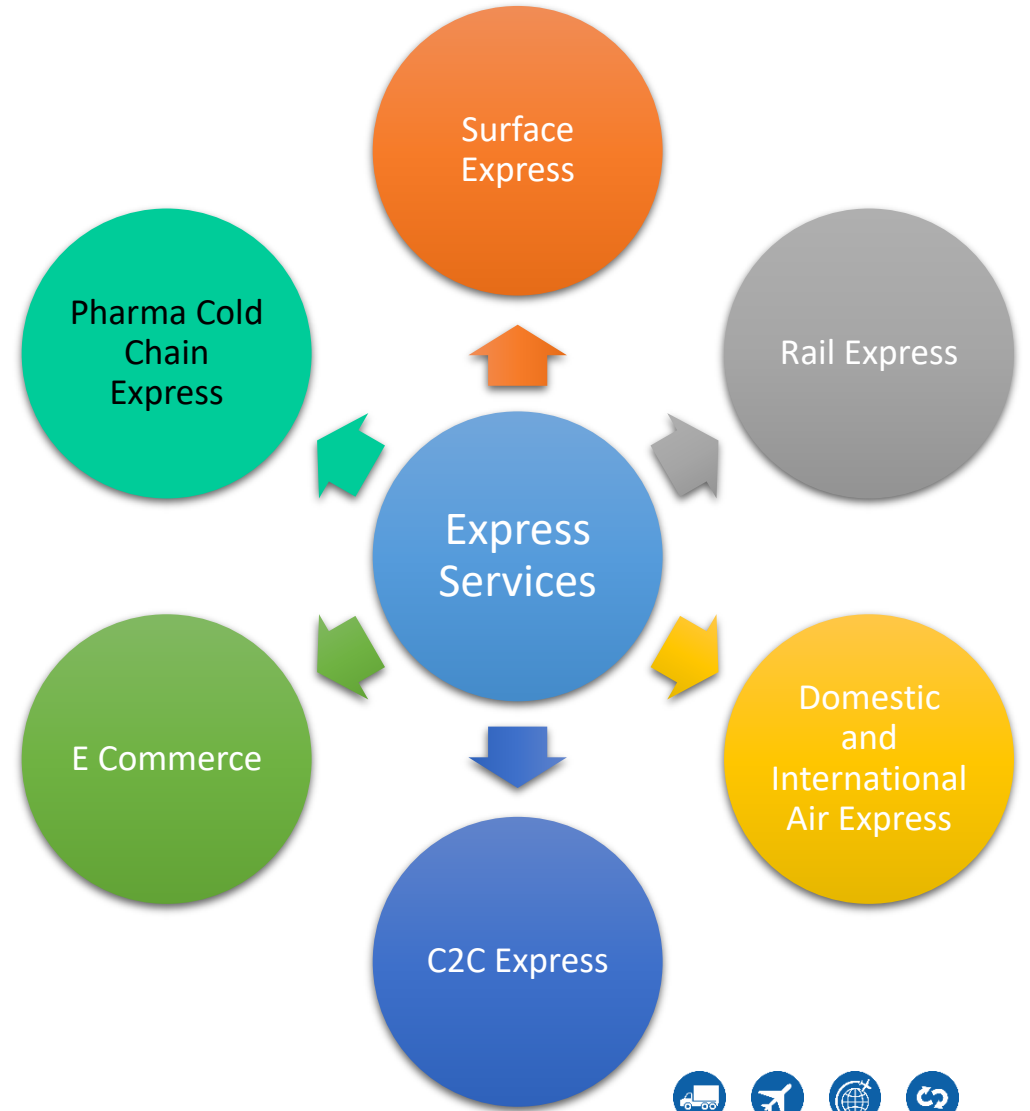 Surface
Express
Pharma Cold
Chain
Express
Rail Express
Express
Services
E Commerce
Domestic
and
International
Air Express
C2C Express